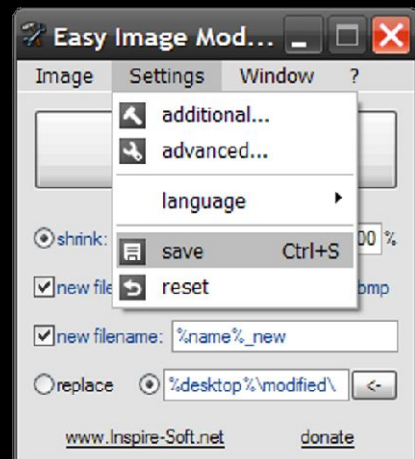 Easy Image Mod...
Image Settings Window ?
additional...
advanced...
language
shrink: 00 %
save Ctrl+S
new file bmp
reset
new filename: %name%_new
replace %desktop%\modified\ <-
www.Inspire-Soft.net donate